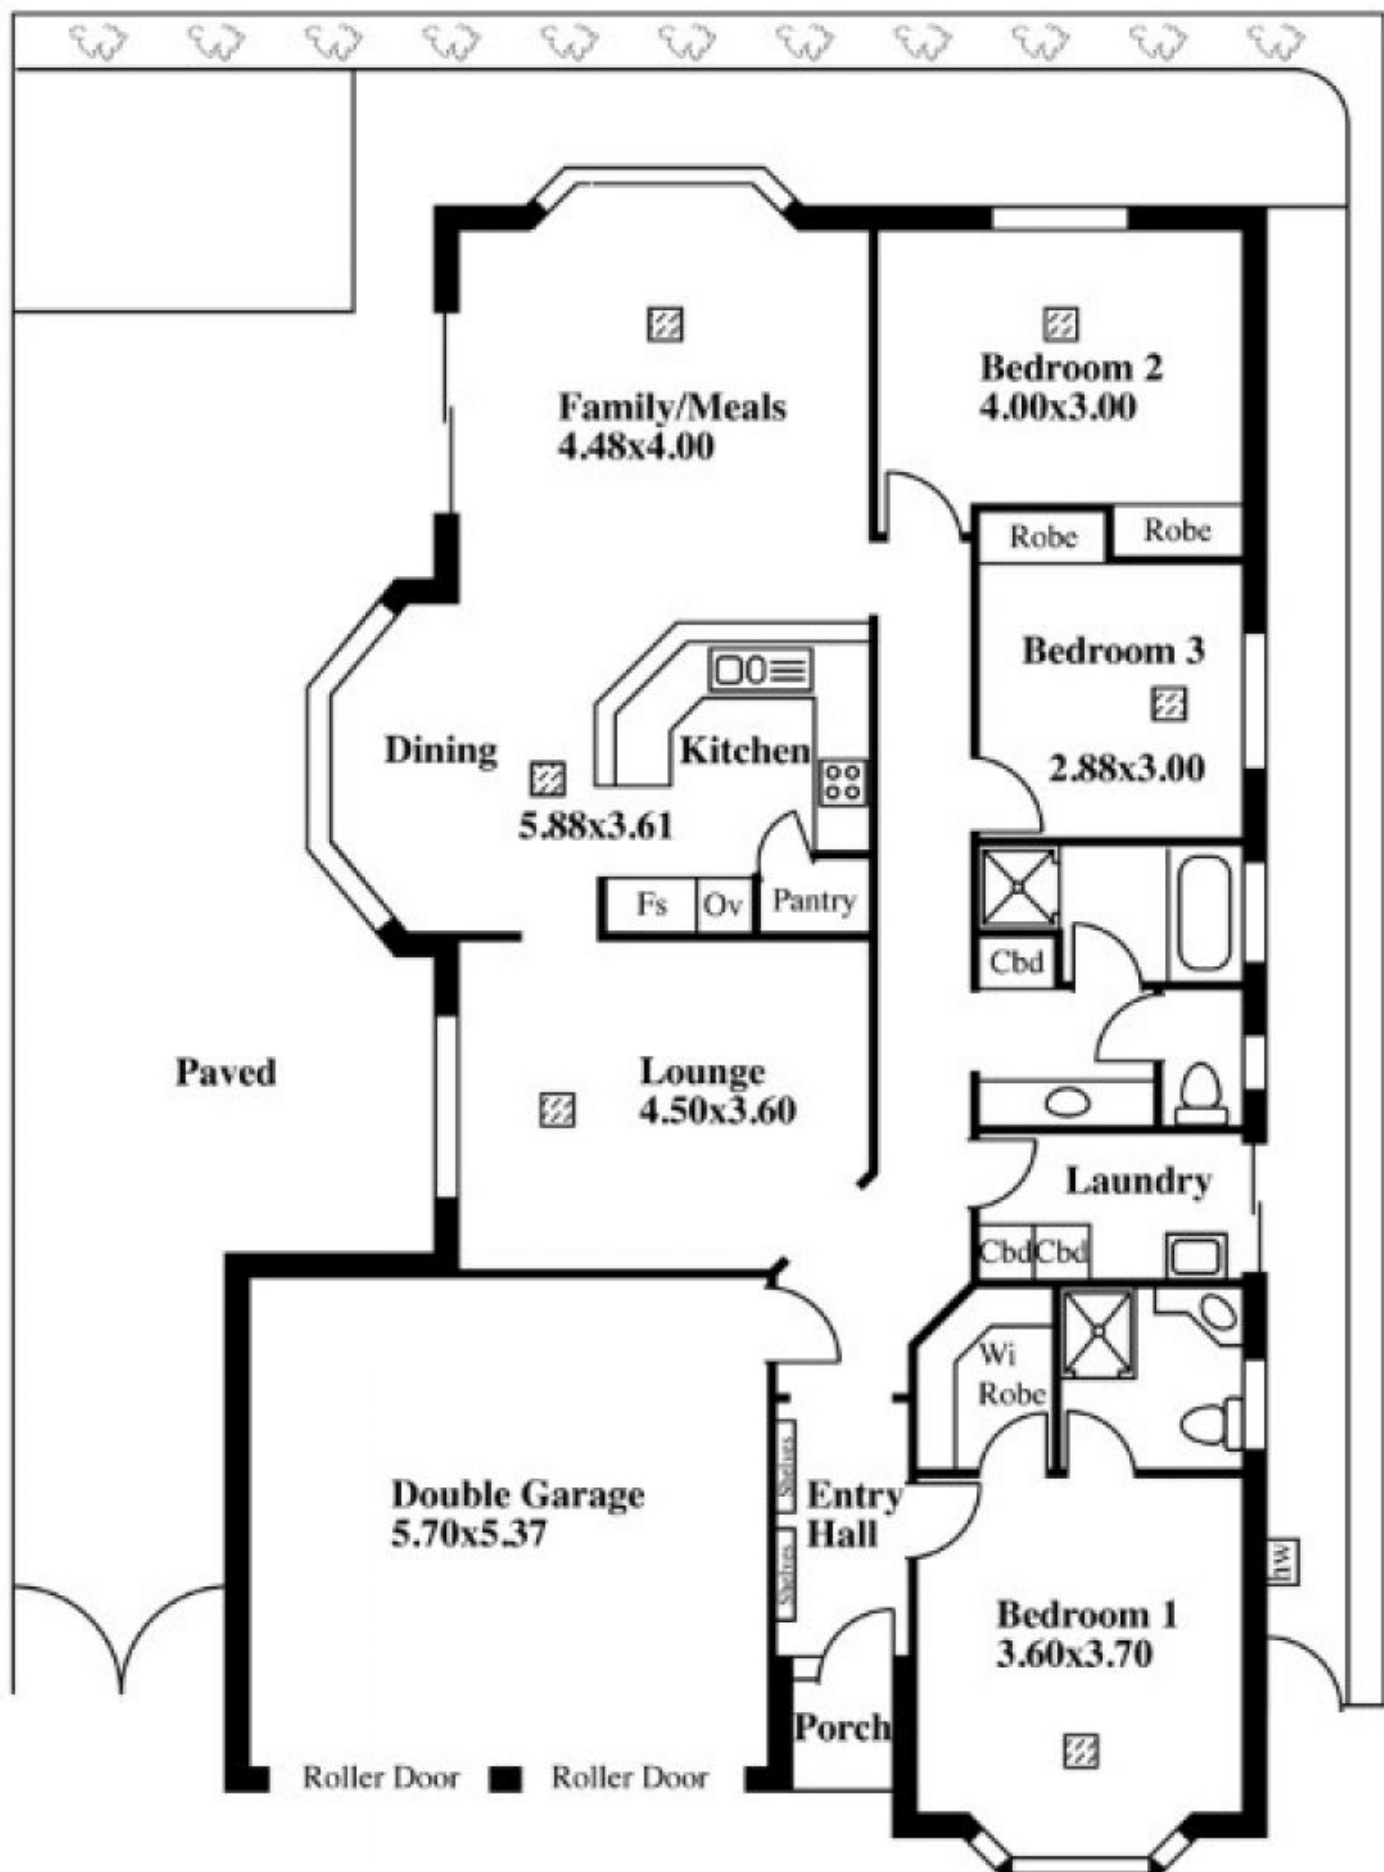 Bedroom 2
4.00x3.00
Family/Meals
4.48x4.00
Robe
Robe
Bedroom 3
2.88x3.00
Dining
Kitchen
5.88x3.61
Fs
Ov
Pantry
Cbd
Paved
Lounge
4.50x3.60
Laundry
Cbd
Cbd
Wi
Robe
Shelves
Shelves
Double Garage
5.70x5.37
Entry
Hall
hw
Bedroom 1
3.60x3.70
Porch
Roller Door
Roller Door